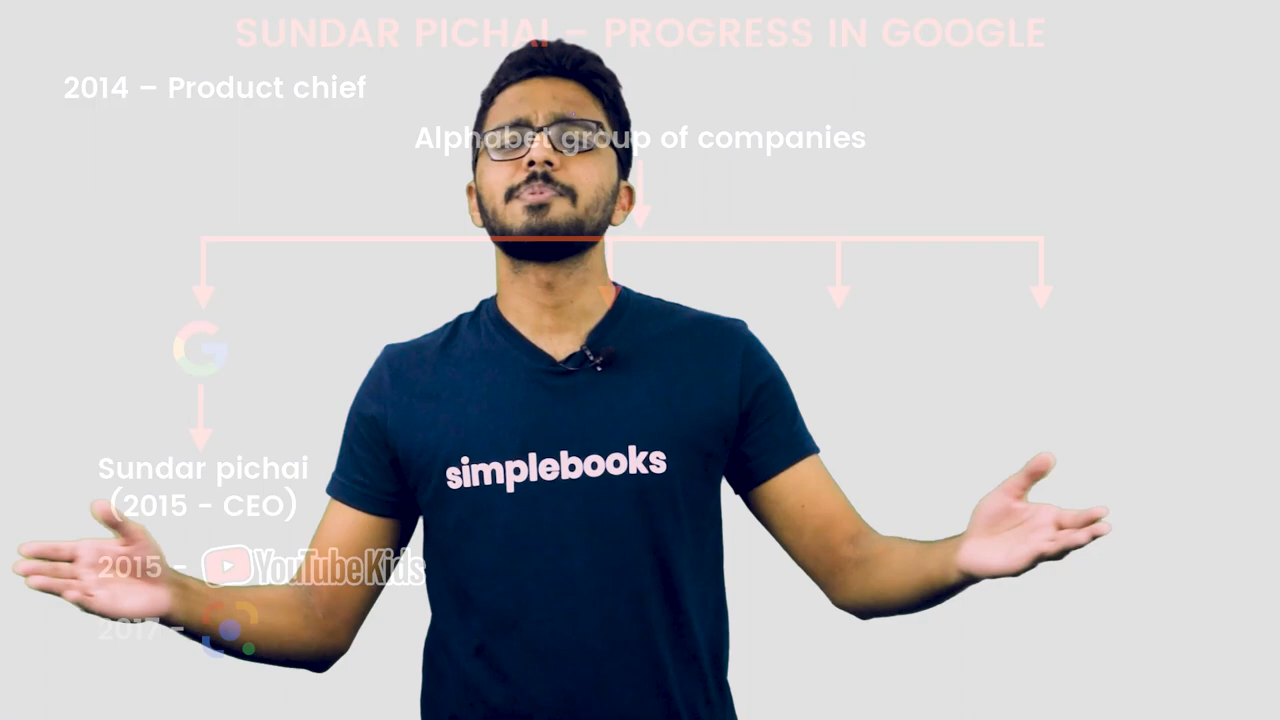 SUNDAR PICHAI – PROGRESS IN GOOGLE
2014 – Product chief
Alphabet group of companies
Sundar pichai
(2015 - CEO)
2015 - YouTube Kids
2017 -
simplebooks